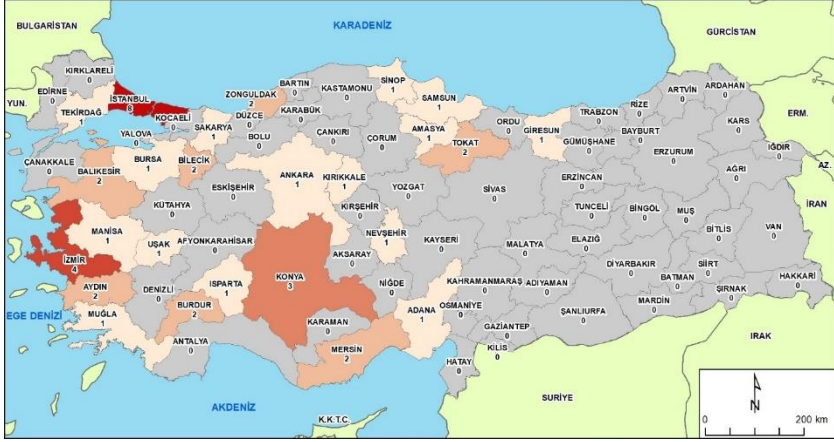 BULGARİSTAN
KARADENİZ
GÜRCİSTAN
YUN.
ERM.
AZ.
İRAN
IRAK
SURİYE
K.K.T.C.
AKDENİZ
EGE DENİZİ
KIRKLARELİ
0
EDİRNE
0
TEKİRDAĞ
1
İSTANBUL
8
KOCAELİ
0
YALOVA
0
SAKARYA
1
DÜZCE
0
ZONGULDAK
2
BARTIN
0
KARABÜK
0
BOLU
0
KASTAMONU
0
ÇANKIRI
0
SİNOP
1
SAMSUN
1
ÇORUM
0
AMASYA
1
TOKAT
2
ORDU
0
GİRESUN
1
TRABZON
0
GÜMÜŞHANE
0
RİZE
0
BAYBURT
0
ARTVİN
0
ARDAHAN
0
KARS
0
IĞDIR
0
ERZURUM
0
AĞRI
0
ÇANAKKALE
0
BALIKESİR
2
BURSA
1
BİLECİK
2
ESKİŞEHİR
0
KÜTAHYA
0
ANKARA
1
KIRIKKALE
1
KIRŞEHİR
0
YOZGAT
0
SİVAS
0
ERZİNCAN
0
TUNCELİ
0
BİNGÖL
0
MUŞ
0
BİTLİS
0
VAN
0
MANİSA
1
İZMİR
4
UŞAK
1
AFYONKARAHİSAR
0
AKSARAY
0
NEVŞEHİR
1
KAYSERİ
0
MALATYA
0
ELAZIĞ
0
DİYARBAKIR
0
BATMAN
0
SİİRT
0
ŞIRNAK
0
HAKKARİ
0
AYDIN
2
DENİZLİ
0
MUĞLA
1
BURDUR
2
ISPARTA
1
ANTALYA
0
KONYA
3
KARAMAN
0
NİĞDE
0
MERSİN
2
ADANA
1
KAHRAMANMARAŞ
0
OSMANİYE
0
ADIYAMAN
0
GAZİANTEP
0
KİLİS
0
HATAY
0
ŞANLIURFA
0
MARDİN
0
N
0
200 km